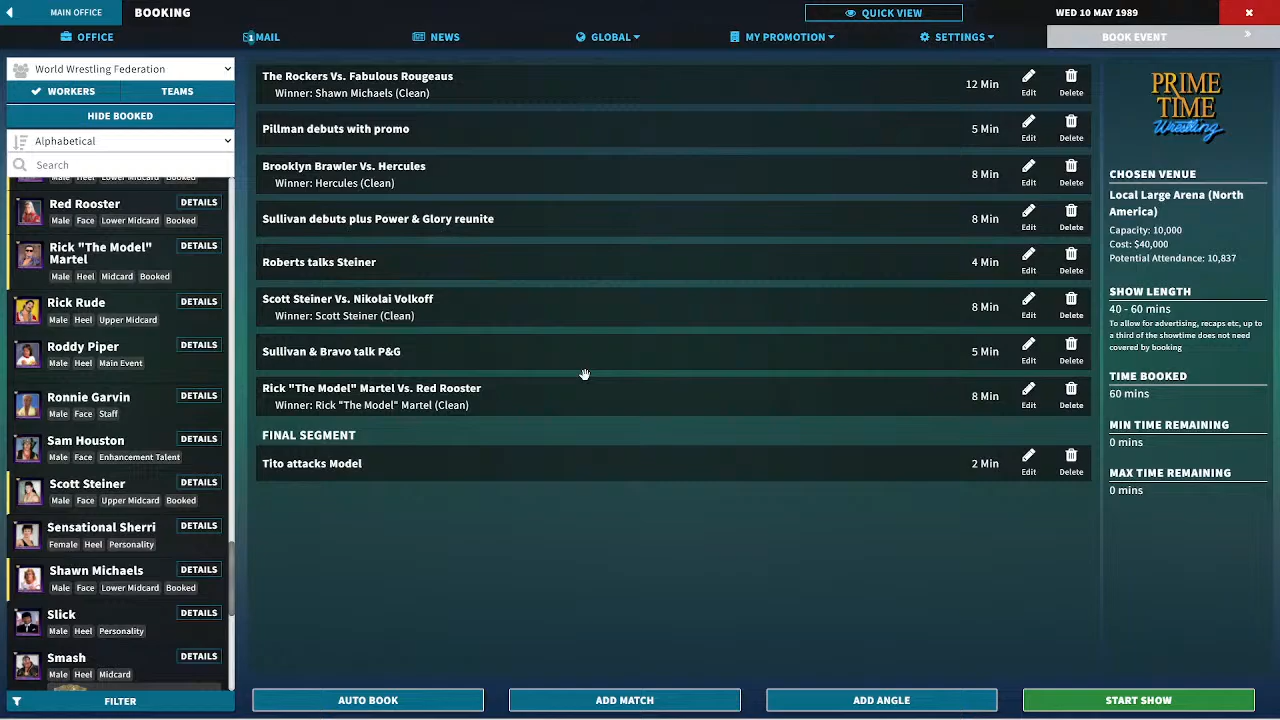 MAIN OFFICE
BOOKING
QUICK VIEW
WED 10 MAY 1989
OFFICE
EMAIL
NEWS
GLOBAL
MY PROMOTION
SETTINGS
BOOK EVENT
World Wrestling Federation
WORKERS
TEAMS
HIDE BOOKED
Alphabetical
Search
Male Heel Lower Midcard Booked
Red Rooster
DETAILS
Male Face Lower Midcard Booked
Rick "The Model" Martel
DETAILS
Male Heel Midcard Booked
Rick Rude
DETAILS
Male Heel Upper Midcard
Roddy Piper
DETAILS
Male Heel Main Event
Ronnie Garvin
DETAILS
Male Face Staff
Sam Houston
DETAILS
Male Face Enhancement Talent
Scott Steiner
DETAILS
Male Face Upper Midcard Booked
Sensational Sherri
DETAILS
Female Heel Personality
Shawn Michaels
DETAILS
Male Face Lower Midcard Booked
Slick
DETAILS
Male Heel Personality
Smash
DETAILS
Male Heel Midcard
FILTER
The Rockers Vs. Fabulous Rougeaus
Winner: Shawn Michaels (Clean)
12 Min
Edit
Delete
Pillman debuts with promo
5 Min
Edit
Delete
Brooklyn Brawler Vs. Hercules
Winner: Hercules (Clean)
8 Min
Edit
Delete
Sullivan debuts plus Power & Glory reunite
8 Min
Edit
Delete
Roberts talks Steiner
4 Min
Edit
Delete
Scott Steiner Vs. Nikolai Volkoff
Winner: Scott Steiner (Clean)
8 Min
Edit
Delete
Sullivan & Bravo talk P&G
5 Min
Edit
Delete
Rick "The Model" Martel Vs. Red Rooster
Winner: Rick "The Model" Martel (Clean)
8 Min
Edit
Delete
FINAL SEGMENT
Tito attacks Model
2 Min
Edit
Delete
AUTO BOOK
ADD MATCH
ADD ANGLE
START SHOW
PRIME
TIME
Wrestling
CHOSEN VENUE
Local Large Arena (North
America)
Capacity: 10,000
Cost: $40,000
Potential Attendance: 10,837
SHOW LENGTH
40 - 60 mins
To allow for advertising, recaps etc, up to
a third of the showtime does not need
covered by booking
TIME BOOKED
60 mins
MIN TIME REMAINING
0 mins
MAX TIME REMAINING
0 mins